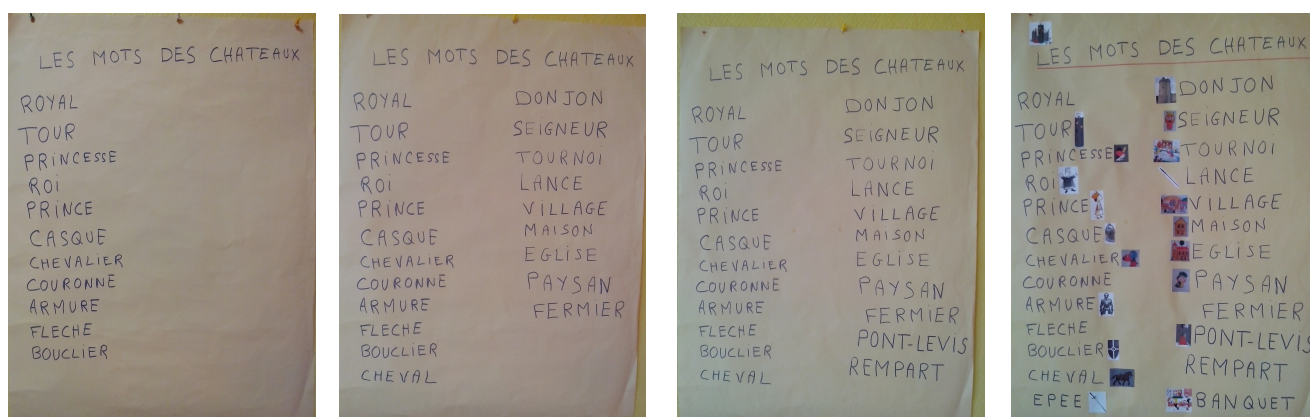 LES MOTS DES CHATEAUX
ROYAL
TOUR
PRINCESSE
ROI
PRINCE
CASQUE
CHEVALIER
COURONNE
ARMURE
FLECHE
BOUCLIER
LES MOTS DES CHATEAUX
ROYAL
TOUR
PRINCESSE
ROI
PRINCE
CASQUE
CHEVALIER
COURONNE
ARMURE
FLECHE
BOUCLIER
CHEVAL
DONJON
SEIGNEUR
TOURNOI
LANCE
VILLAGE
MAISON
EGLISE
PAYSAN
FERMIER
LES MOTS DES CHATEAUX
ROYAL
TOUR
PRINCESSE
ROI
PRINCE
CASQUE
CHEVALIER
COURONNE
ARMURE
FLECHE
BOUCLIER
CHEVAL
DONJON
SEIGNEUR
TOURNOI
LANCE
VILLAGE
MAISON
EGLISE
PAYSAN
FERMIER
PONT-LEVIS
REMPART
LES MOTS DES CHATEAUX
ROYAL
TOUR
PRINCESSE
ROI
PRINCE
CASQUE
CHEVALIER
COURONNE
ARMURE
FLECHE
BOUCLIER
CHEVAL
EPEE
DONJON
SEIGNEUR
TOURNOI
LANCE
VILLAGE
MAISON
EGLISE
PAYSAN
FERMIER
PONT-LEVIS
REMPART
BANQUET